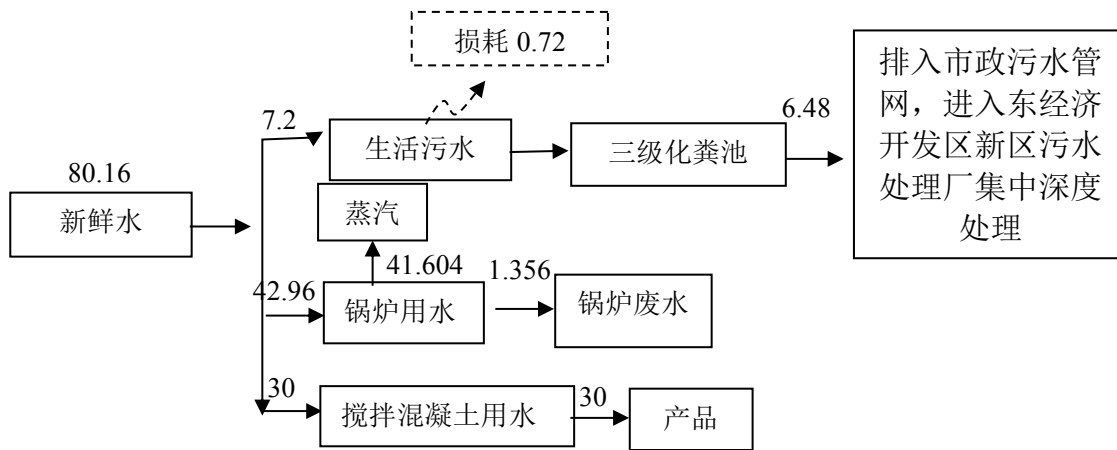 损耗 0.72
7.2
生活污水
三级化粪池
6.48
排入市政污水管
网，进入东经济
开发区新区污水
处理厂集中深度
处理
80.16
新鲜水
蒸汽
41.604
42.96
锅炉用水
1.356
锅炉废水
30
搅拌混凝土用水
30
产品